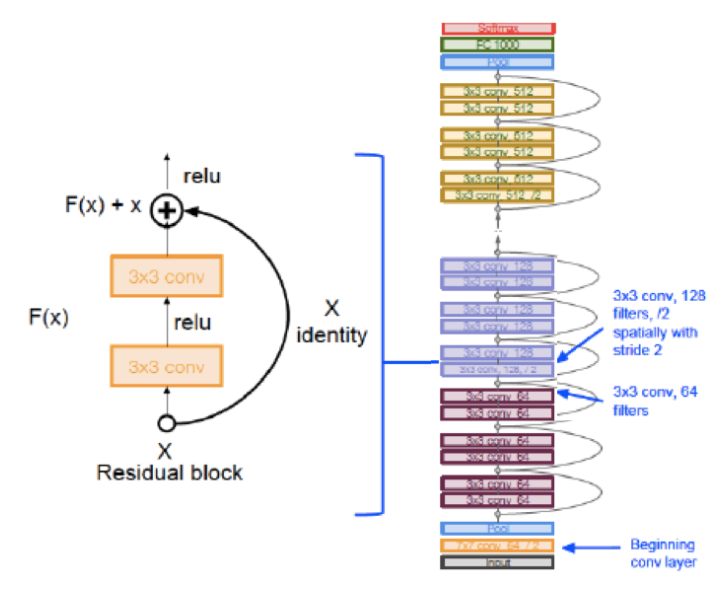 relu
F(x) + x
3x3 conv
F(x)
relu
X
identity
3x3 conv
X
Residual block
Softmax
FC 1000
Pool
3x3 conv, 512
3x3 conv, 512
3x3 conv, 512
3x3 conv, 512
3x3 conv, 512
3x3 conv, 512, /2
..
3x3 conv, 128
3x3 conv, 128
3x3 conv, 128
3x3 conv, 128
3x3 conv, 128
3x3 conv, 128, / 2
3x3 conv, 64
3x3 conv, 64
3x3 conv, 64
3x3 conv, 64
3x3 conv, 64
3x3 conv, 64
Pool
7x7 conv, 64, / 2
Input
3x3 conv, 128
filters, /2
spatially with
stride 2
3x3 conv, 64
filters
Beginning
conv layer